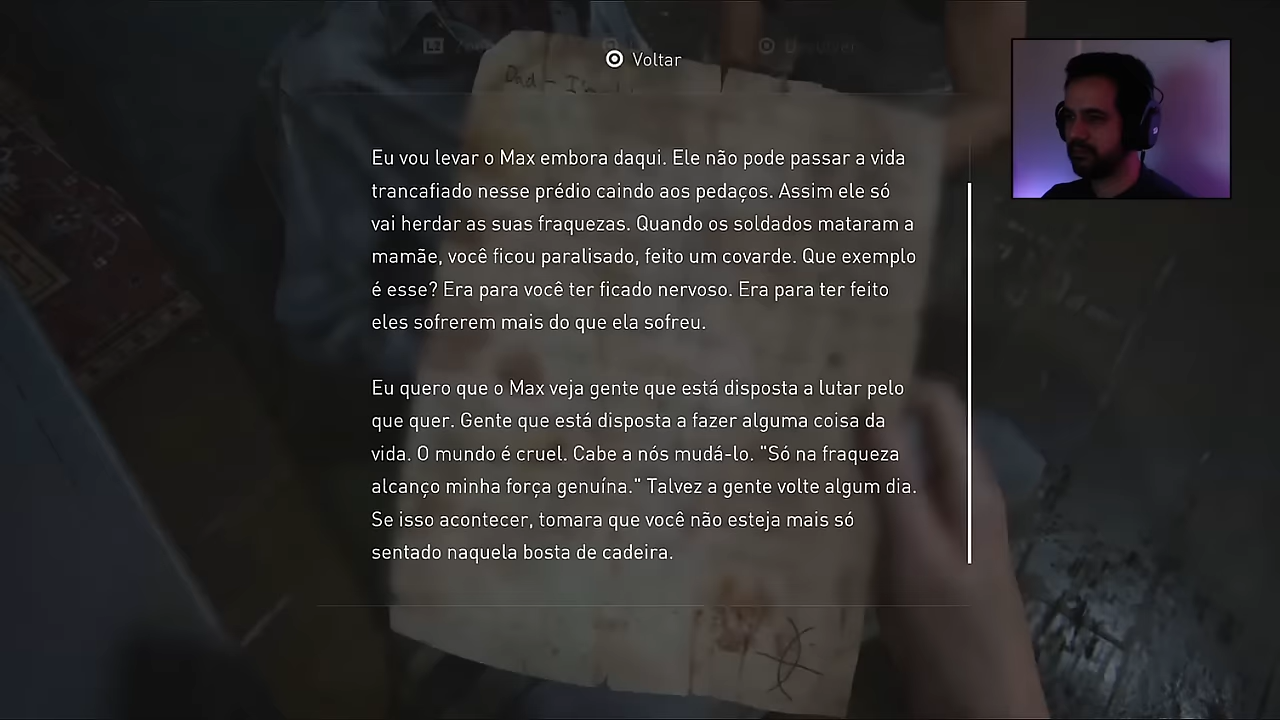 L2
Voltar
Dad - I'm
Eu vou levar o Max embora daqui. Ele não pode passar a vida
trancafiado nesse prédio caindo aos pedaços. Assim ele só
vai herdar as suas fraquezas. Quando os soldados mataram a
mamãe, você ficou paralisado, feito um covarde. Que exemplo
é esse? Era para você ter ficado nervoso. Era para ter feito
eles sofrerem mais do que ela sofreu.
Eu quero que o Max veja gente que está disposta a lutar pelo
que quer. Gente que está disposta a fazer alguma coisa da
vida. O mundo é cruel. Cabe a nós mudá-lo. "Só na fraqueza
alcanço minha força genuína." Talvez a gente volte algum dia.
Se isso acontecer, tomara que você não esteja mais só
sentado naquela bosta de cadeira.